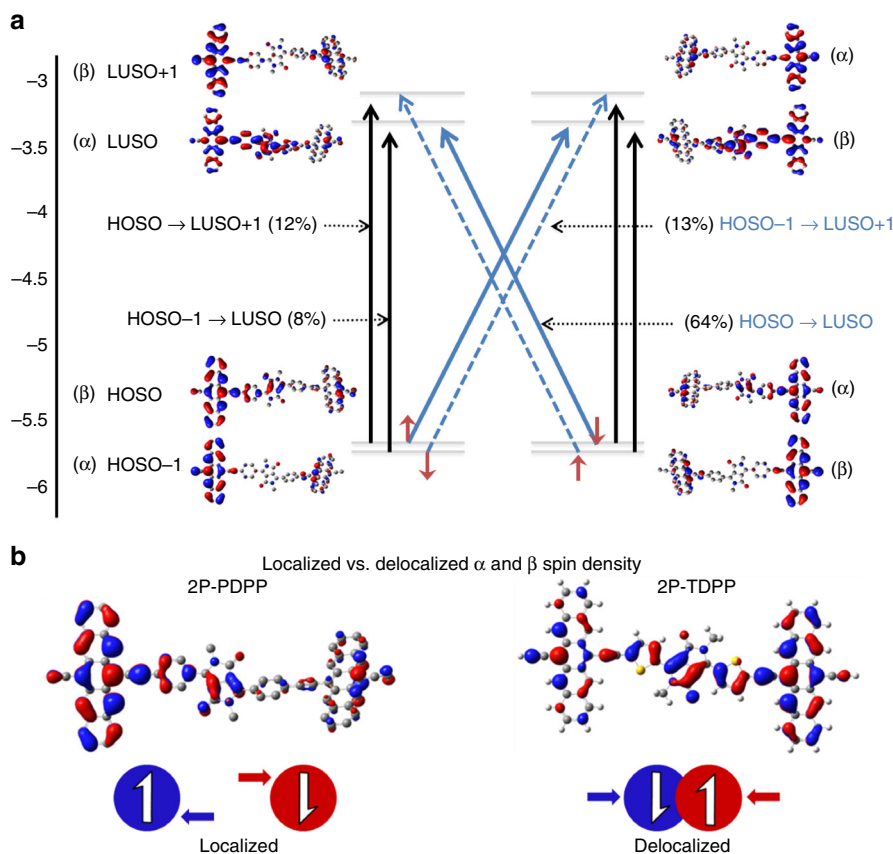 a
−3
(β) LUSO+1
(α)
−3.5
(α) LUSO
(β)
−4
HOSO → LUSO+1 (12%)
(13%) HOSO−1 → LUSO+1
−4.5
HOSO−1 → LUSO (8%)
(64%) HOSO → LUSO
−5
(β) HOSO
(α)
−5.5
(α) HOSO−1
(β)
−6
b
Localized vs. delocalized α and β spin density
2P-PDPP
2P-TDPP
Localized
Delocalized